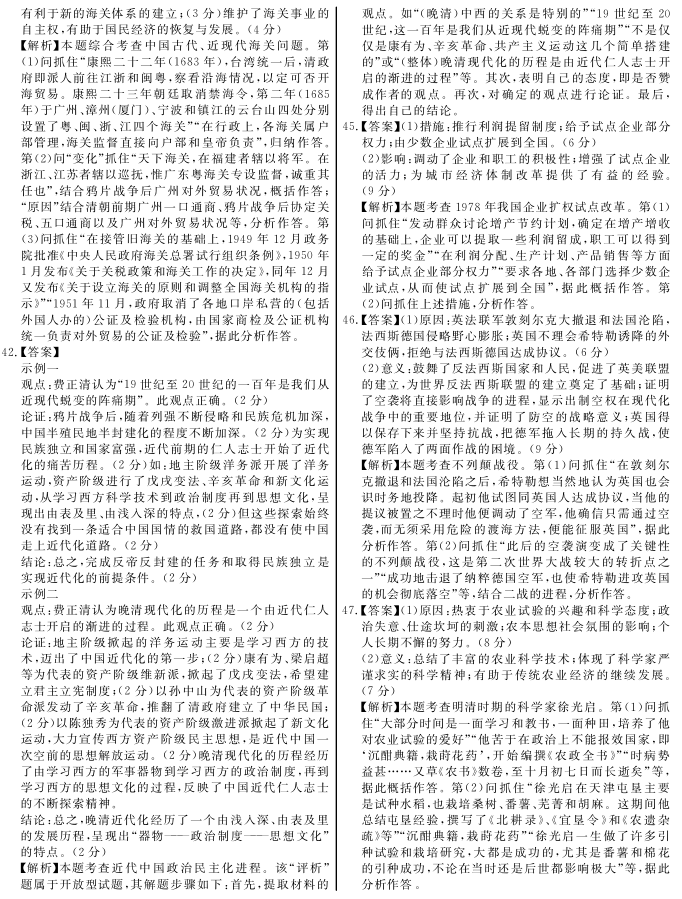 有利于新的海关体系的建立;(3分)维护了海关事业的
自主权,有助于国民经济的恢复与发展。(4分)
【解析】本题综合考查中国古代、近现代海关问题。第
(1)问抓住“康熙二十二年(1683年),台湾统一后,清政
府即派人前往江浙和闽粤,察看沿海情况,以定可否开
海贸易。康熙二十三年朝廷取消禁海令,第二年(1685
年)于广州、漳州(厦门)、宁波和镇江的云台山四处分别
设置了粤、闽、浙、江四个海关”“在行政上,各海关属户
部管理,海关监督直接向户部和皇帝负责”,归纳作答。
第(2)问“变化”抓住“天下海关,在福建者辖以将军。在
浙江、江苏者辖以巡抚,惟广东粤海关专设监督,诚重其
任也”,结合鸦片战争后广州对外贸易状况,概括作答;
“原因”结合清朝前期广州一口通商、鸦片战争后协定关
税、五口通商以及广州对外贸易状况等,分析作答。第
(3)问抓住“在接管旧海关的基础上,1949年12月政务
院批准《中央人民政府海关总署试行组织条例》,1950年
1月发布《关于关税政策和海关工作的决定》,同年12月
又发布《关于设立海关的原则和调整全国海关机构的指
示》”“1951年11月,政府取消了各地口岸私营的(包括
外国人办的)公证及检验机构,由国家商检及公证机构
统一负责对外贸易的公证及检验”,据此分析作答。
42.【答案】
示例一
观点:费正清认为“19世纪至20世纪的一百年是我们从
近现代蜕变的阵痛期”。此观点正确。(2分)
论证:鸦片战争后,随着列强不断侵略和民族危机加深,
中国半殖民地半封建化的程度不断加深。(2分)为实现
民族独立和国家富强,近代前期的仁人志士开始了近代
化的痛苦历程。(2分)如:地主阶级洋务派开展了洋务
运动,资产阶级进行了戊戌变法、辛亥革命和新文化运
动,从学习西方科学技术到政治制度再到思想文化,呈
现出由表及里、由浅入深的特点,(2分)但这些探索始终
没有找到一条适合中国国情的救国道路,都没有使中国
走上近代化道路。(2分)
结论:总之,完成反帝反封建的任务和取得民族独立是
实现近代化的前提条件。(2分)
示例二
观点:费正清认为晚清现代化的历程是一个由近代仁人
志士开启的渐进的过程。此观点正确。(2分)
论证:地主阶级掀起的洋务运动主要是学习西方的技
术,迈出了中国近代化的第一步;(2分)康有为、梁启超
等为代表的资产阶级维新派,掀起了戊戌变法,希望建
立君主立宪制度;(2分)以孙中山为代表的资产阶级革
命派发动了辛亥革命,推翻了清政府建立了中华民国;
(2分)以陈独秀为代表的资产阶级激进派掀起了新文化
运动,大力宣传西方资产阶级民主思想,是近代中国一
次空前的思想解放运动。(2分)晚清现代化的历程经历
了由学习西方的军事器物到学习西方的政治制度,再到
学习西方的思想文化的过程,反映了中国近代仁人志士
的不断探索精神。
结论:总之,晚清近代化经历了一个由浅入深、由表及里
的发展历程,呈现出“器物——政治制度——思想文化”
的特点。(2分)
【解析】本题考查近代中国政治民主化进程。该“评析”
题属于开放型试题,其解题步骤如下:首先,提取材料的
观点。如“(晚清)中西的关系是特别的”“19世纪至20
世纪,这一百年是我们从近现代蜕变的阵痛期”“不是仅
仅是康有为、辛亥革命、共产主义运动这几个简单搭建
的”或“(整体)晚清现代化的历程是由近代仁人志士开
启的渐进的过程”等。其次,表明自己的态度,即是否赞
成作者的观点。再次,对确定的观点进行论证。最后,
得出自己的结论。
45.【答案】(1)措施:推行利润提留制度;给予试点企业部分
权力;由少数企业试点扩展到全国。(6分)
(2)影响:调动了企业和职工的积极性;增强了试点企业
的活力;为城市经济体制改革提供了有益的经验。
(9分)
【解析】本题考查1978年我国企业扩权试点改革。第(1)
问抓住“发动群众讨论增产节约计划,确定在增产增收
的基础上,企业可以提取一些利润留成,职工可以得到
一定的奖金”“在利润分配、生产计划、产品销售等方面
给予试点企业部分权力”“要求各地、各部门选择少数企
业试点,从而使试点扩展到全国”,据此概括作答。第
(2)问抓住上述措施,分析作答。
46.【答案】(1)原因:英法联军敦刻尔克大撤退和法国沦陷,
法西斯德国侵略野心膨胀;英国不理会希特勒诱降的外
交伎俩,拒绝与法西斯德国达成协议。(6分)
(2)意义:鼓舞了反法西斯国家和人民,促进了英美联盟
的建立,为世界反法西斯联盟的建立奠定了基础;证明
了空袭将直接影响战争的进程,显示出制空权在现代化
战争中的重要地位,并证明了防空的战略意义;英国得
以保存下来并坚持抗战,把德军拖人长期的持久战,使
德军陷人了两面作战的困境。(9分)
【解析】本题考查不列颠战役。第(1)问抓住“在敦刻尔
克撤退和法国沦陷之后,希特勒想当然地认为英国也会
识时务地投降。起初他试图同英国人达成协议,当他的
提议被置之不理时他便调动了空军,他确信只需通过空
袭,而无须采用危险的渡海方法,便能征服英国”,据此
分析作答。第(2)问抓住“此后的空袭演变成了关键性
的不列颠战役,这是第二次世界大战较大的转折点之
一”“成功地击退了纳粹德国空军,也使希特勒进攻英国
的机会彻底落空”等,结合二战的进程,分析作答。
47.【答案】(1)原因:热衷于农业试验的兴趣和科学态度;政
治失意、仕途坎坷的刺激;农本思想社会氛围的影响;个
人长期不懈的努力。(8分)
(2)意义:总结了丰富的农业科学技术;体现了科学家严
谨求实的科学精神;有助于传统农业经济的继续发展。
(7分)
【解析】本题考查明清时期的科学家徐光启。第(1)问抓
住“大部分时间是一面学习和教书,一面种田,培养了他
对农业试验的爱好”“他苦于在政治上不能报效国家,即
‘沉酣典籍,栽莳花药’,开始编撰《农政全书》”“时病势
益甚……又草《农书》数卷,至十月初七日而长逝矣”等,
据此概括作答。第(2)问抓住“徐光启在天津屯垦主要
是试种水稻,也栽培桑树、番薯、芜菁和胡麻。这期间他
总结屯垦经验,撰写了《北耕录》、《宜垦令》和《农遗杂
疏》等”“沉酣典籍,栽莳花药”“徐光启一生做了许多引
种试验和栽培研究,大都是成功的,尤其是番薯和棉花
的引种成功,不论在当时还是后世都影响极大”等,据此
分析作答。